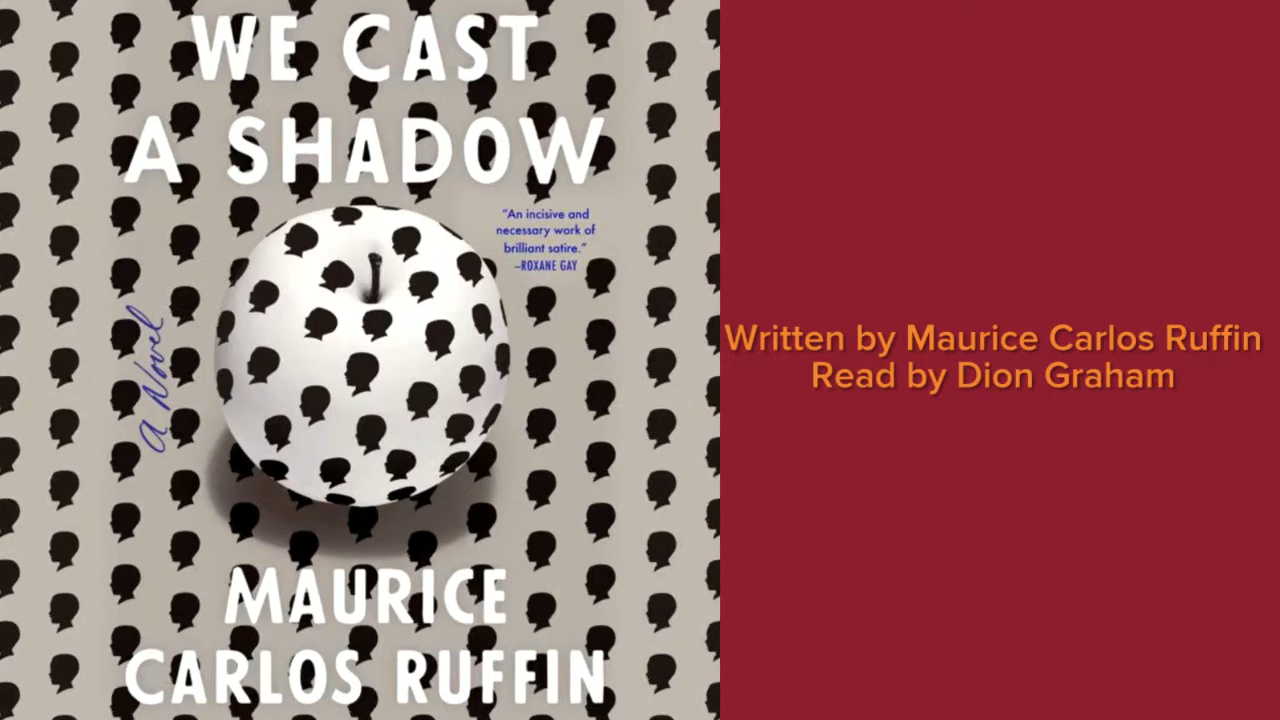 WE CAST
A SHADOW
"An incisive and
necessary work of
brilliant satire."
—ROXANE GAY
a Novel
MAURICE
CARLOS RUFFIN
Written by Maurice Carlos Ruffin
Read by Dion Graham